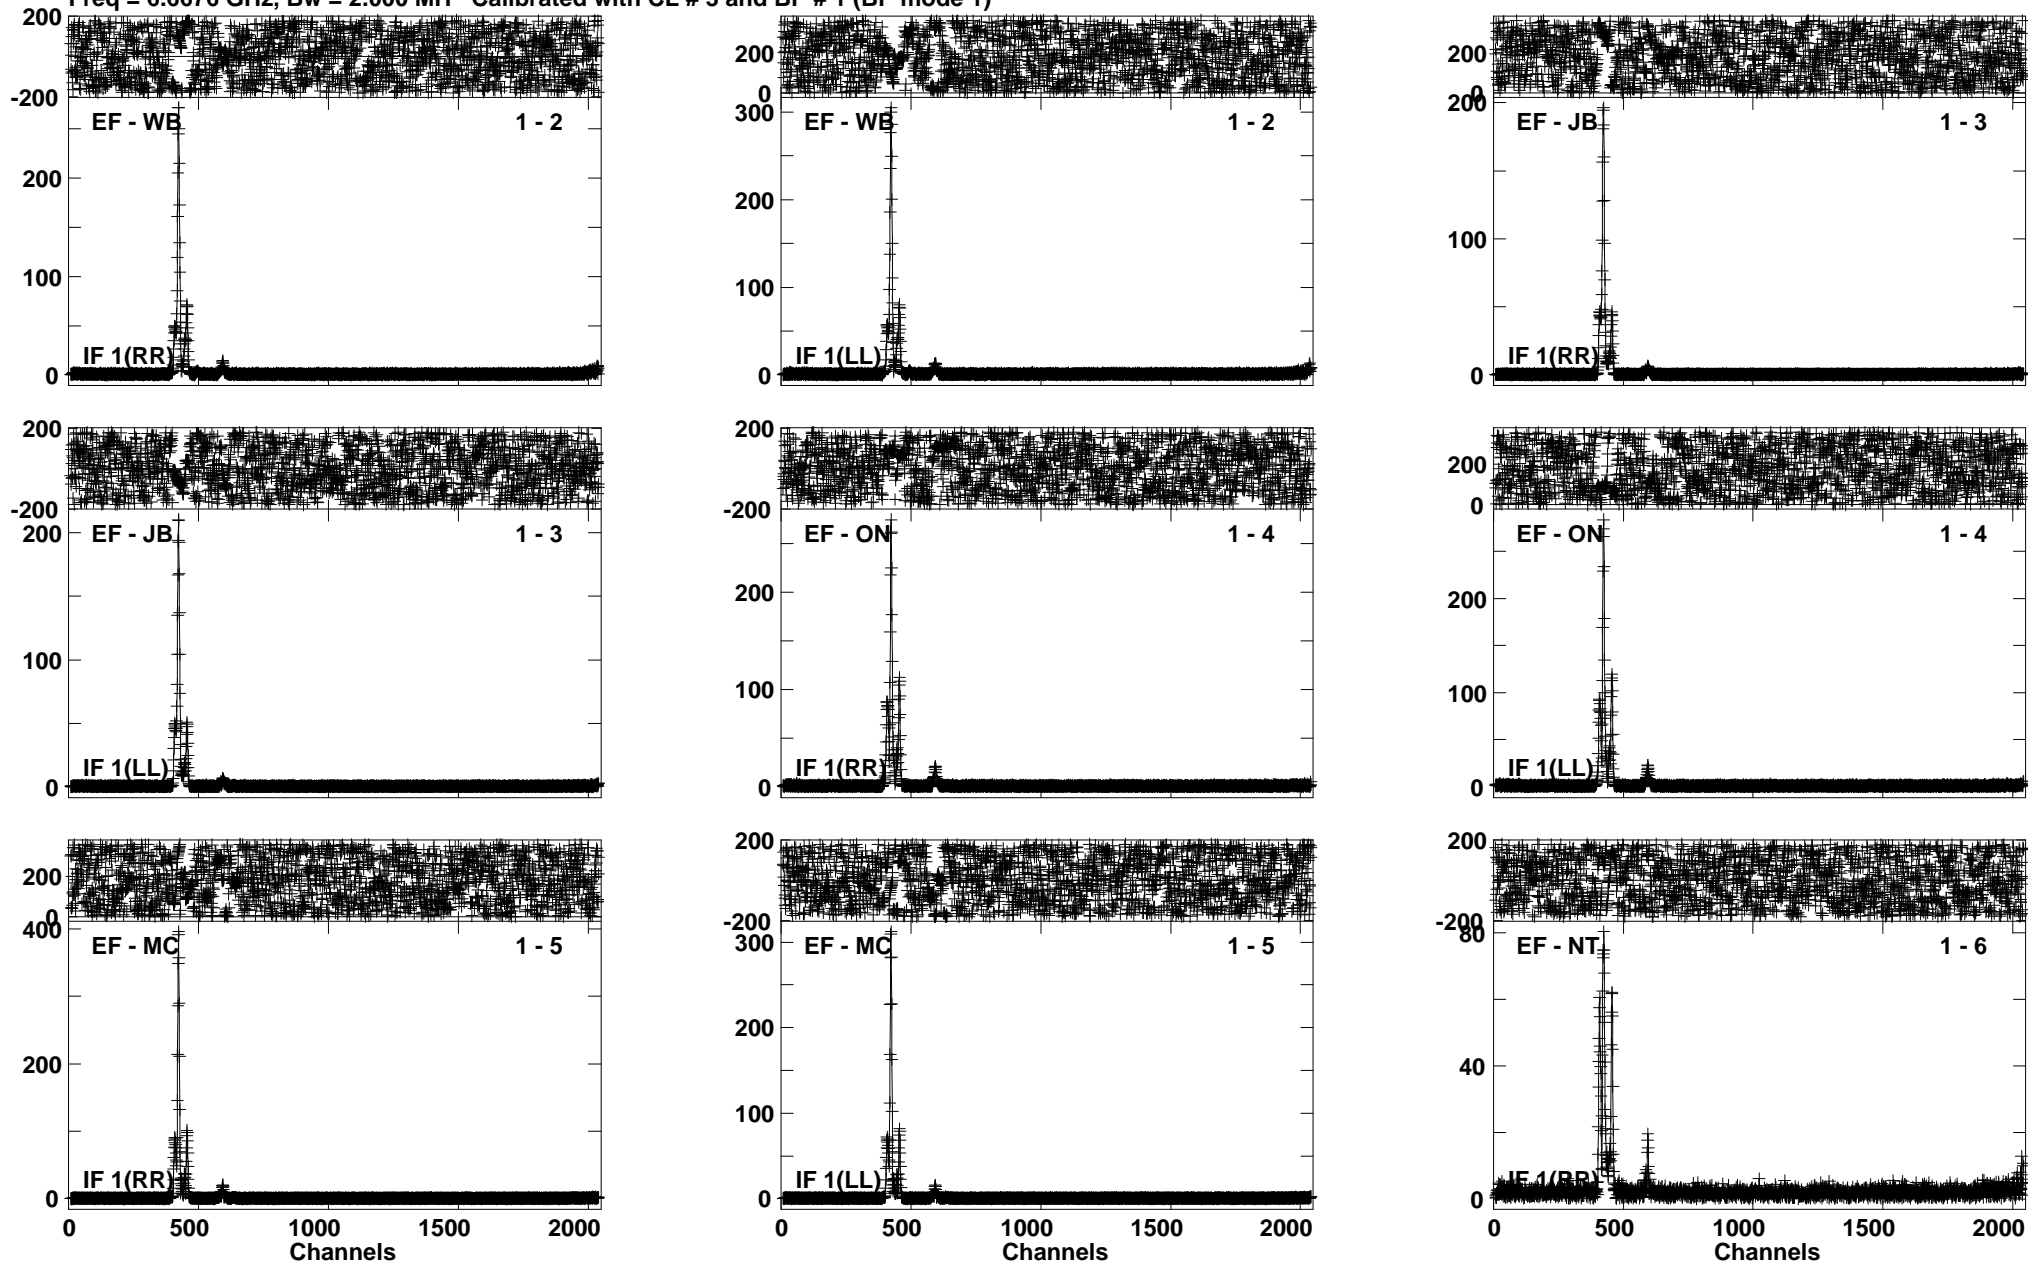 Freq = 6.6676 GHz, Bw = 2.000 MH Calibrated with CL # 3 and BP # 1 (BP mode 1)
200
-200
EF - WB 1 - 2
200
100
0
IF 1(RR)
200
0
300
EF - WB 1 - 2
200
100
0
IF 1(LL)
200
0
200
EF - JB 1 - 3
100
0
IF 1(RR)
200
-200
200
EF - JB 1 - 3
100
0
IF 1(LL)
200
-200
EF - ON 1 - 4
200
100
0
IF 1(RR)
200
0
EF - ON 1 - 4
200
100
0
IF 1(LL)
200
0
400
EF - MC 1 - 5
200
0
IF 1(RR)
0 500 1000 1500 2000
Channels
200
-200
300
EF - MC 1 - 5
200
100
0
IF 1(LL)
0 500 1000 1500 2000
Channels
200
-200
80
EF - NT 1 - 6
40
0
IF 1(RR)
0 500 1000 1500 2000
Channels